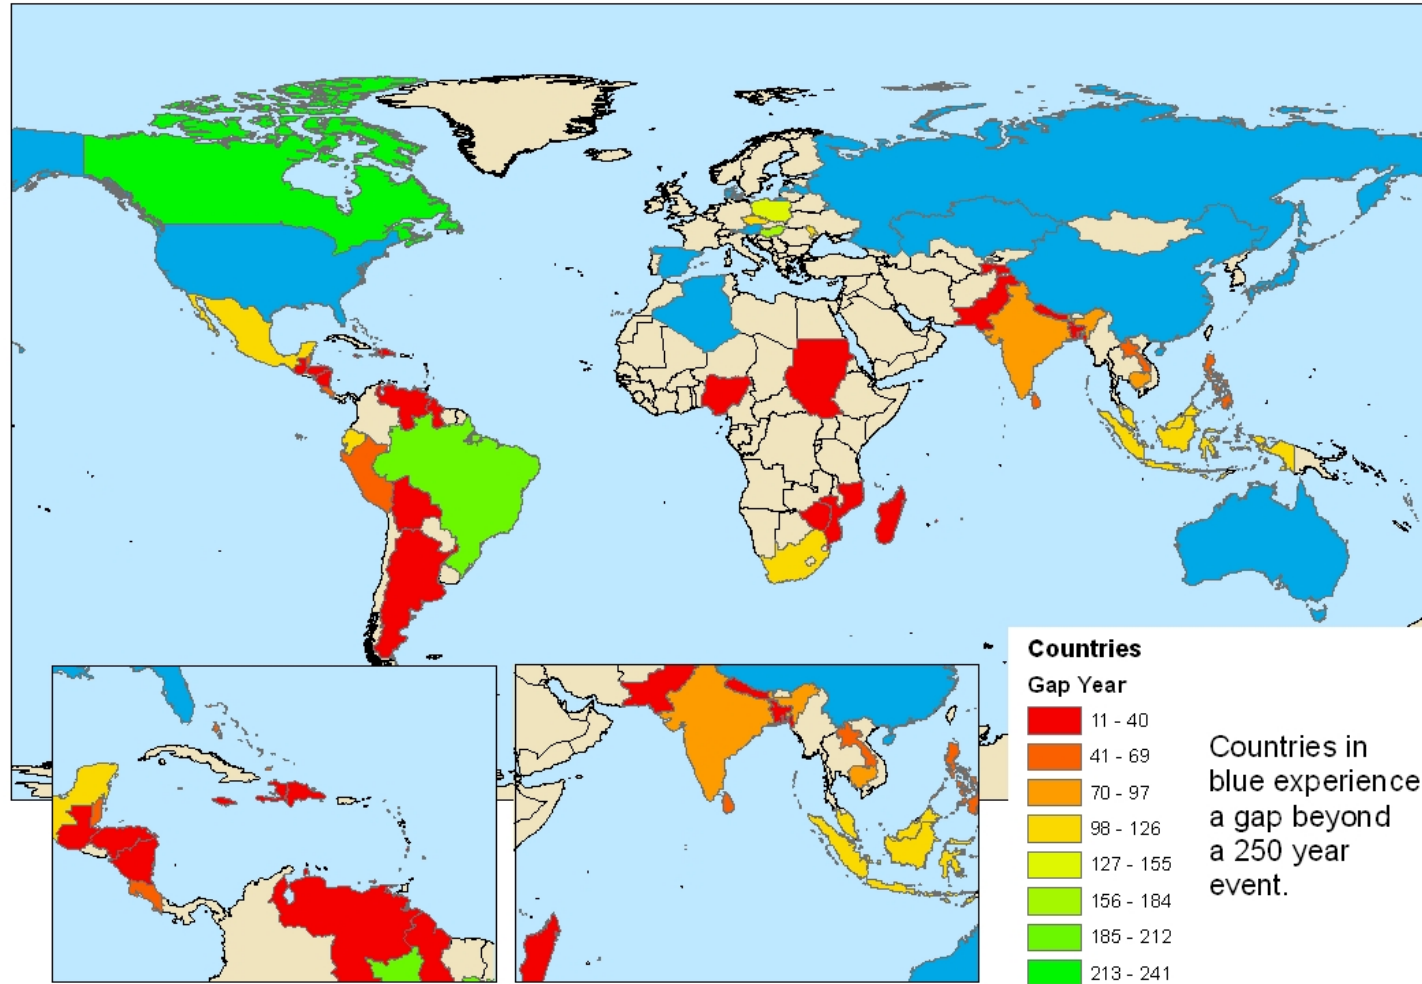 Countries
Gap Year
11 - 40
41 - 69
70 - 97
98 - 126
127 - 155
156 - 184
185 - 212
213 - 241
Countries in
blue experience
a gap beyond
a 250 year
event.